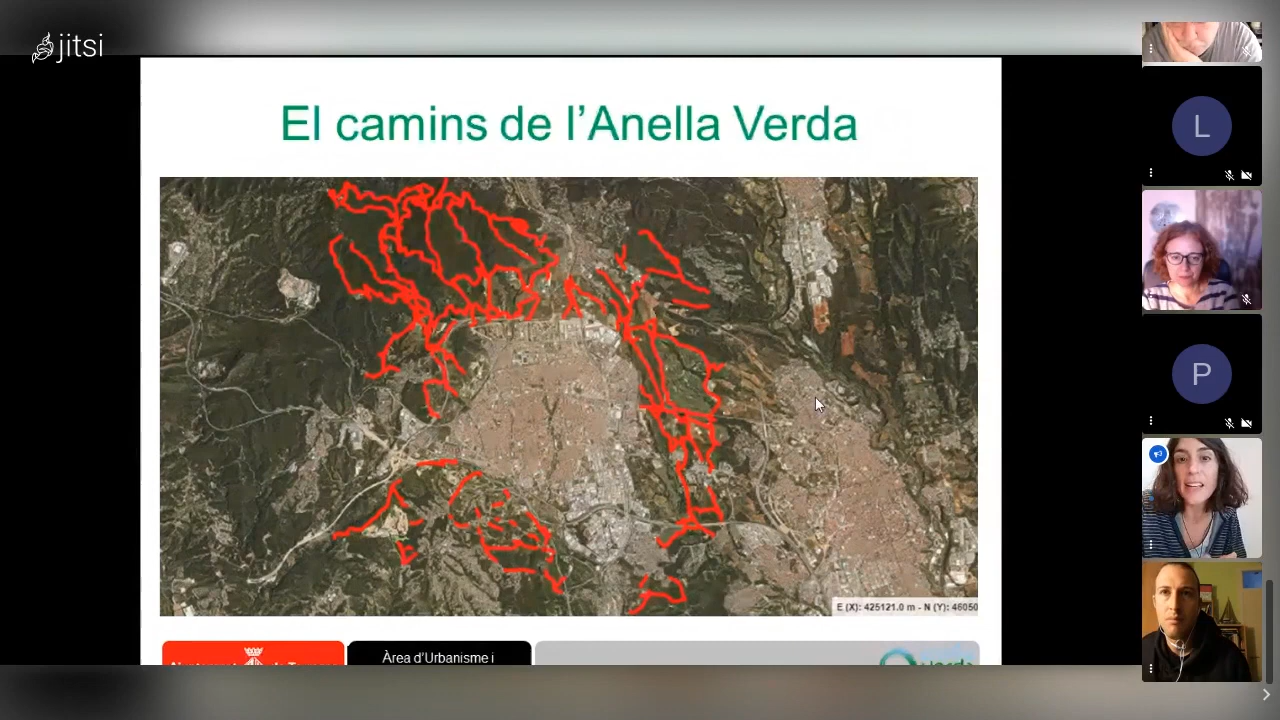 jitsi
El camins de l'Anella Verda
E (X): 425121.0 m - N (Y): 46050
Àrea d'Urbanisme i
L
P